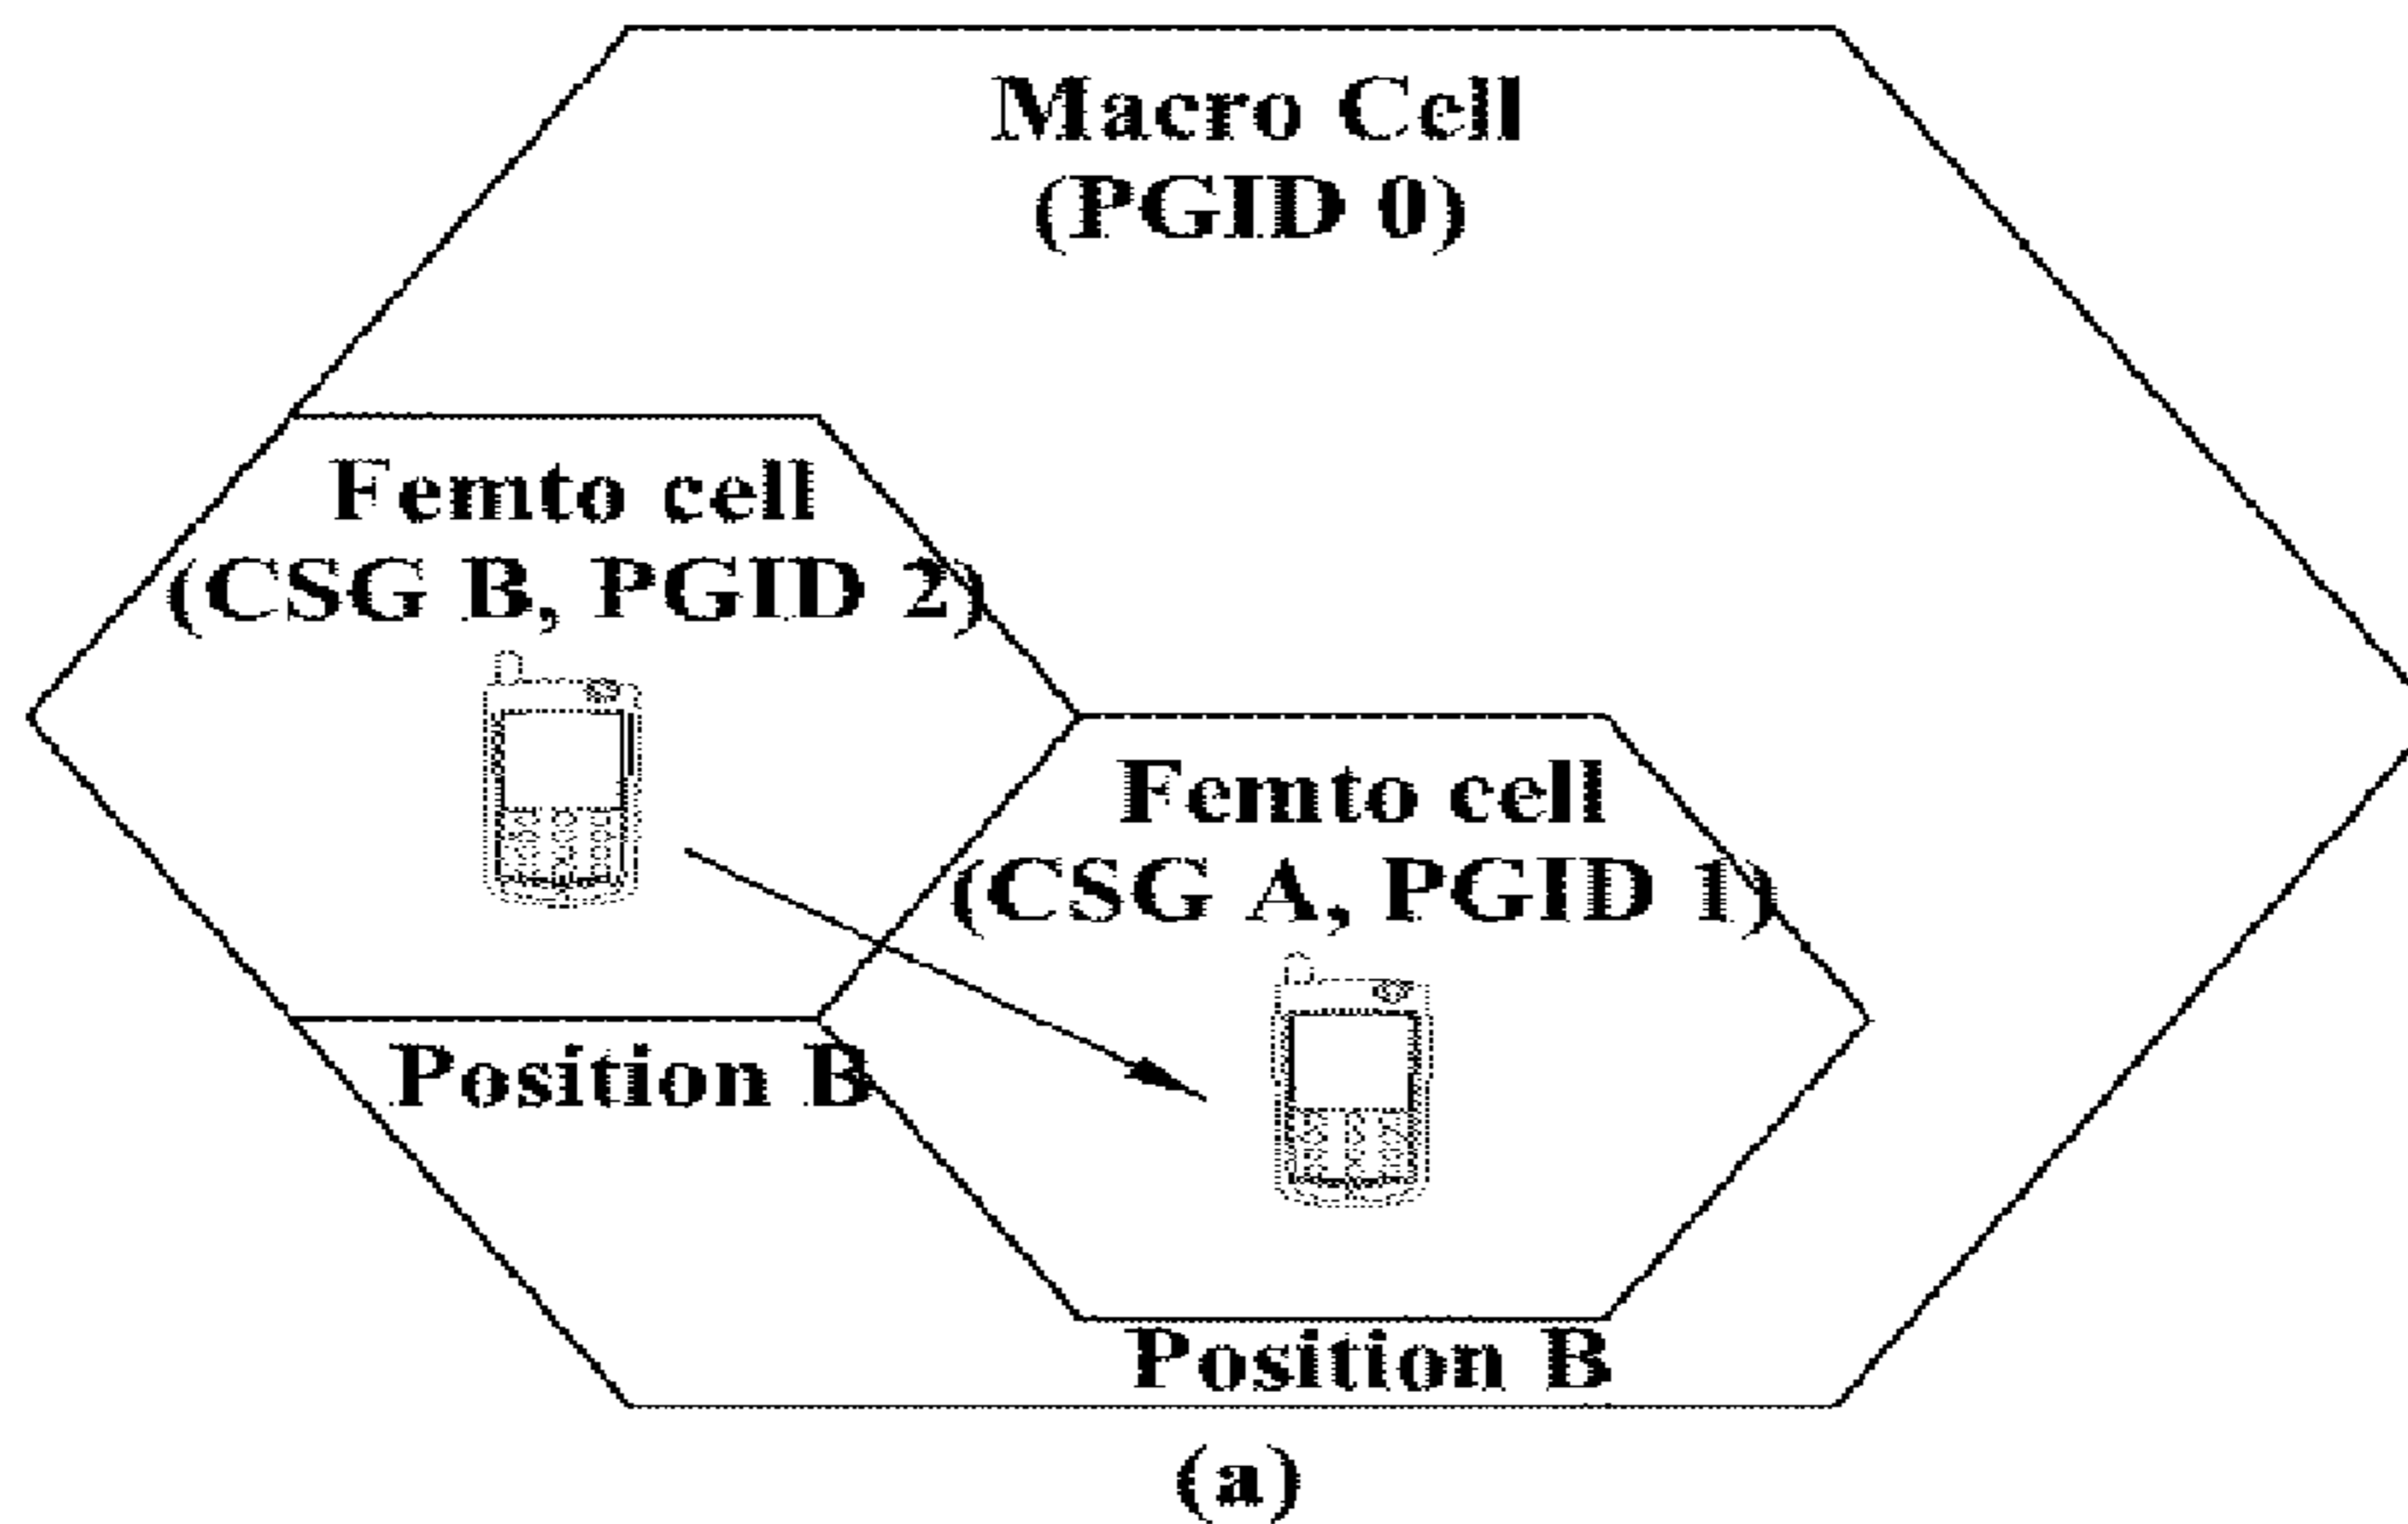 Macro Cell
(PGID 0)
Femto cell
(CSG B, PGID 2)
Femto cell
(CSG A, PGID 1)
Position B
Position B
(a)